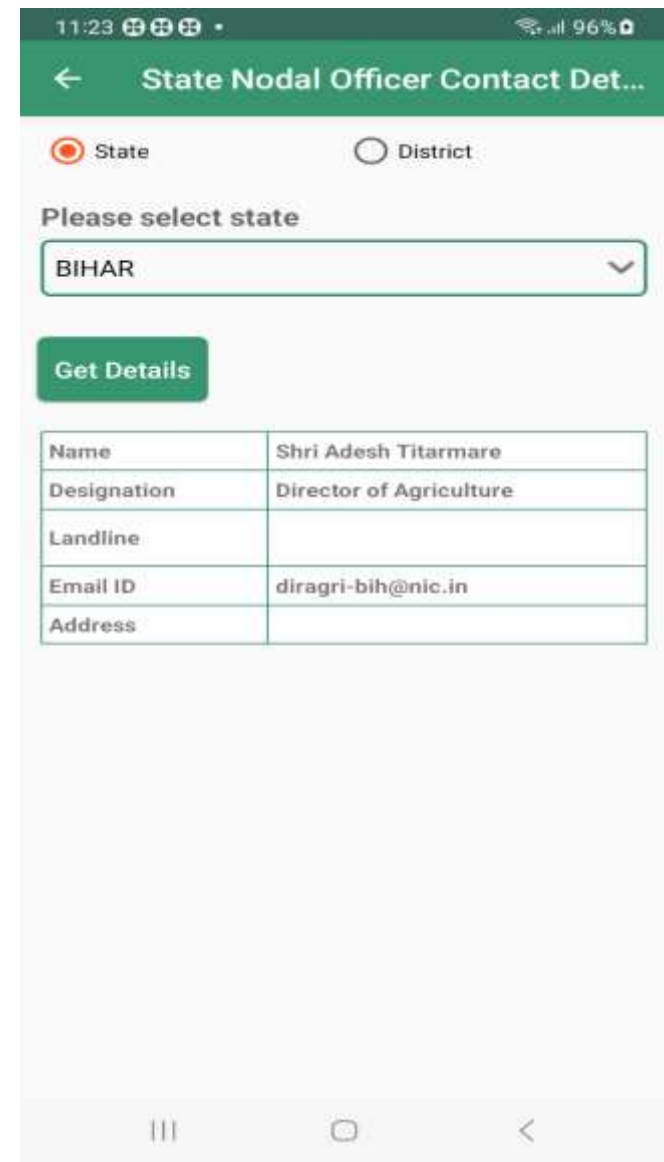 11:23 96%
State Nodal Officer Contact Det...
State District
Please select state
BIHAR
Get Details
Name Shri Adesh Titarmare
Designation Director of Agriculture
Landline
Email ID diragri-bih@nic.in
Address